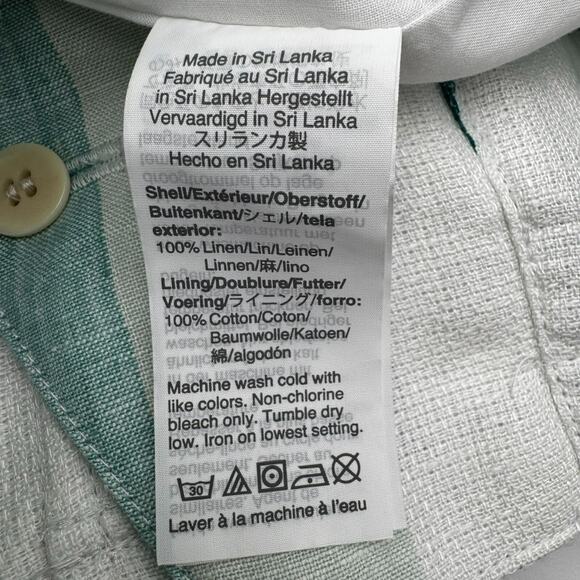 Made in Sri Lanka
Fabriqué au Sri Lanka
in Sri Lanka Hergestellt
Vervaardigd in Sri Lanka
スリランカ製
Hecho en Sri Lanka
Shell/Extérieur/Oberstoff/
Buitenkant/シェル/tela
exterior:
100% Linen/Lin/Leinen/
Linnen/麻/lino
Lining/Doublure/Futter/
Voering/ライニング/forro:
100% Cotton/Coton/
Baumwolle/Katoen/
綿/algodón
Machine wash cold with
like colors. Non-chlorine
bleach only. Tumble dry
low. Iron on lowest setting.
30
Laver à la machine à l'eau